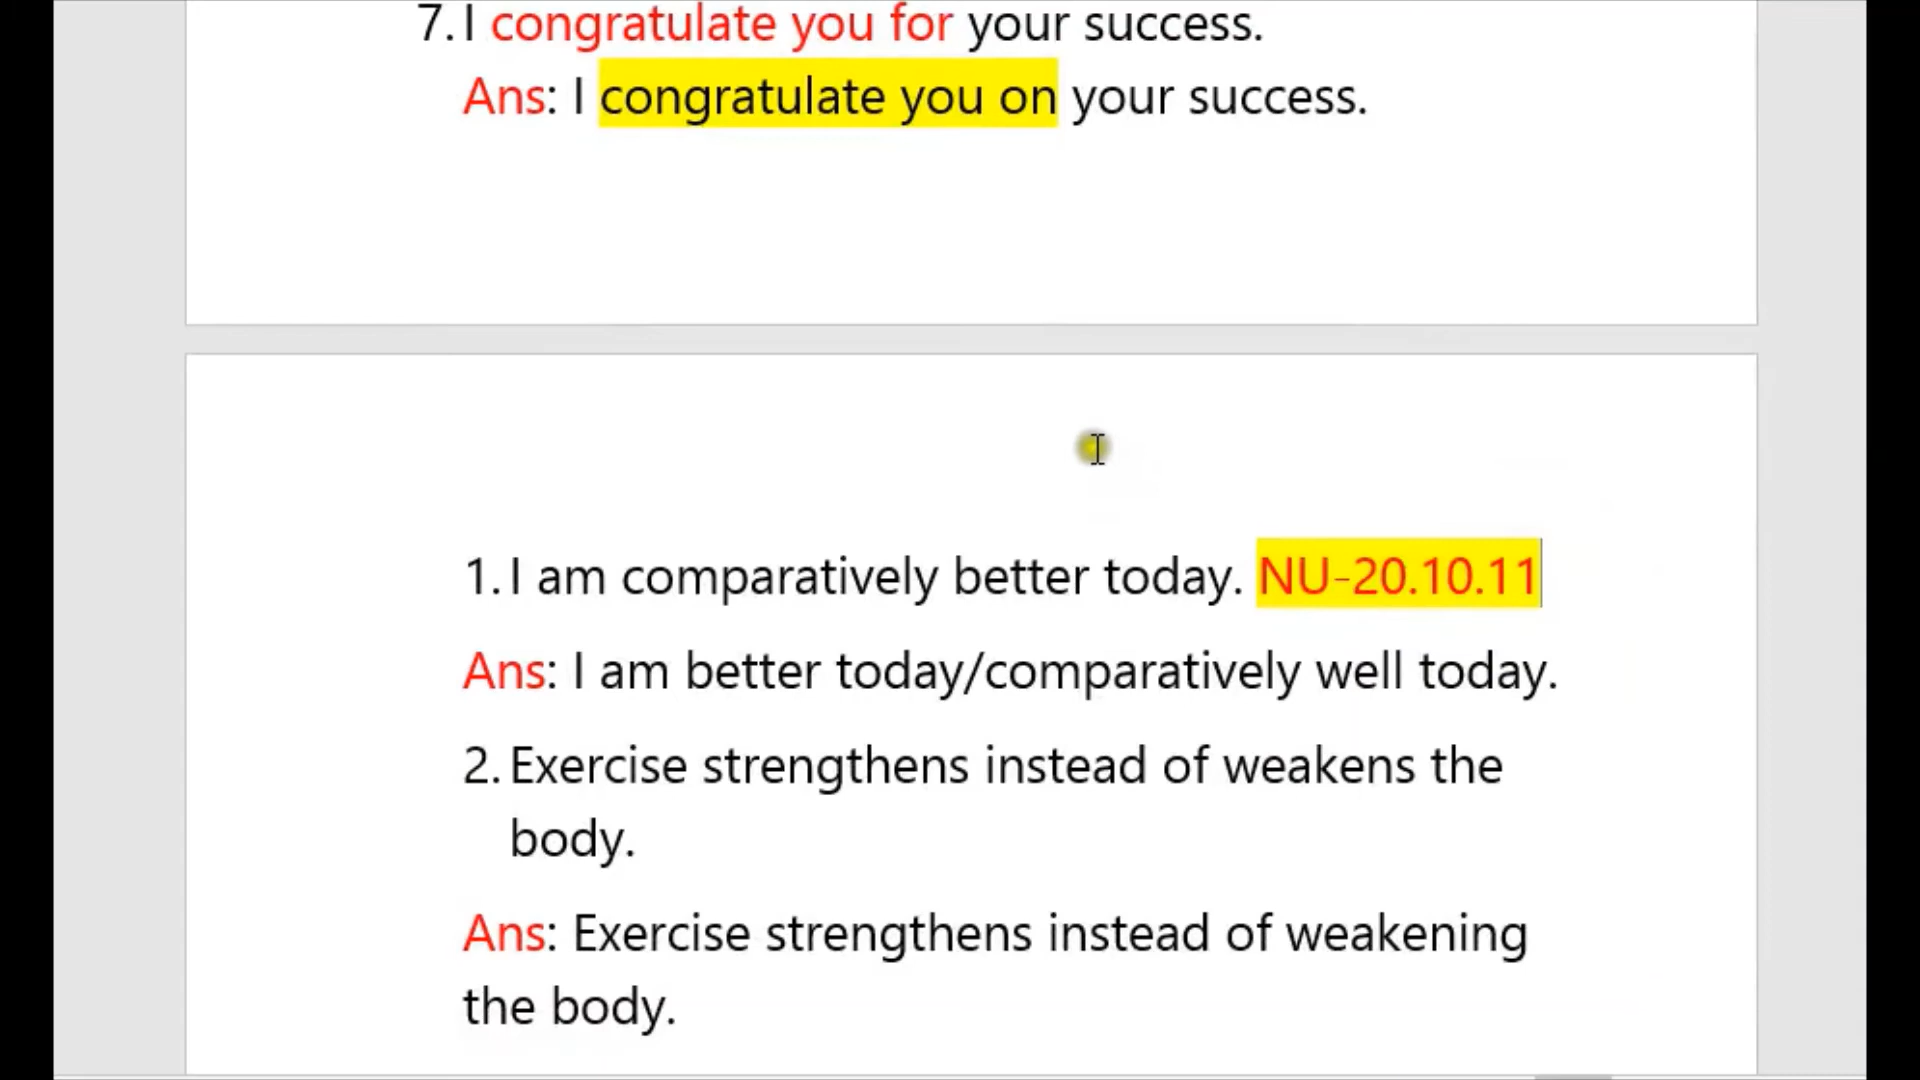 7. I congratulate you for your success.
Ans: I congratulate you on your success.
1. I am comparatively better today. NU-20.10.11
Ans: I am better today/comparatively well today.
2. Exercise strengthens instead of weakens the
body.
Ans: Exercise strengthens instead of weakening
the body.